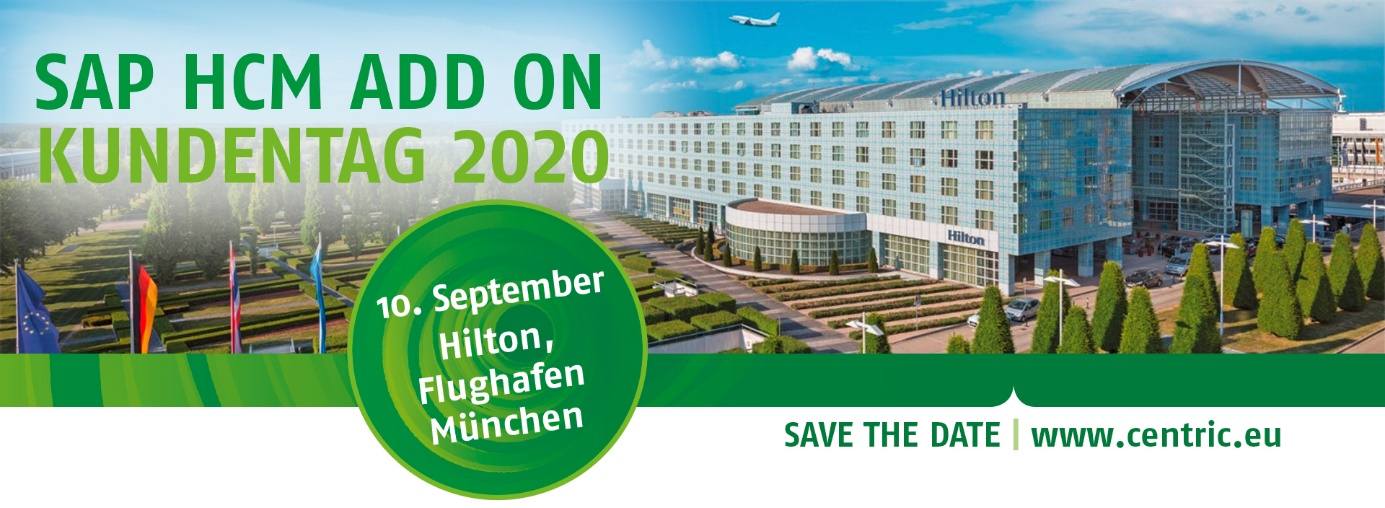 SAP HCM ADD ON
KUNDENTAG 2020
Hilton
Hilton
10. September
Hilton,
Flughafen
München
SAVE THE DATE | www.centric.eu